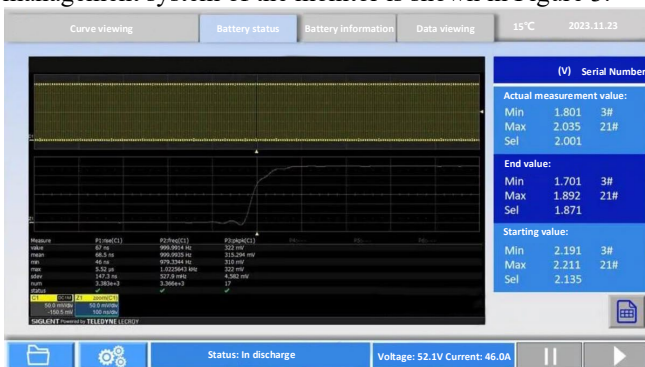 management system of the monitor is shown in Figure 3.
Curve viewing Battery status Battery information Data viewing 15℃ 2023.11.23
(V) Serial Number
Actual measurement value:
Min 1.801 3#
Max 2.035 21#
Sel 2.001
End value:
Min 1.701 3#
Max 1.892 21#
Sel 1.871
Starting value:
Min 2.191 3#
Max 2.211 21#
Sel 2.135
Measure P1:rise(C1) P2:freq(C1) P3:pkpk(C1)
value 67 ns 999.9914 Hz 322 mV
mean 66.5 ns 999.9935 Hz 315.294 mV
min 46 ns 979.3344 Hz 310 mV
max 5.52 µs 1.0225643 kHz 322 mV
sdev 147.3 ns 527.9 mHz 4.562 mV
num 3.383e+3 3.366e+3 17
status
C1 Z1 zoom(C1)
50.0 mV/div 50.0 mV/div
-150.5 mV 100 ns/div
SIGLENT Powered by TELEDYNE LECROY
Status: In discharge Voltage: 52.1V Current: 46.0A